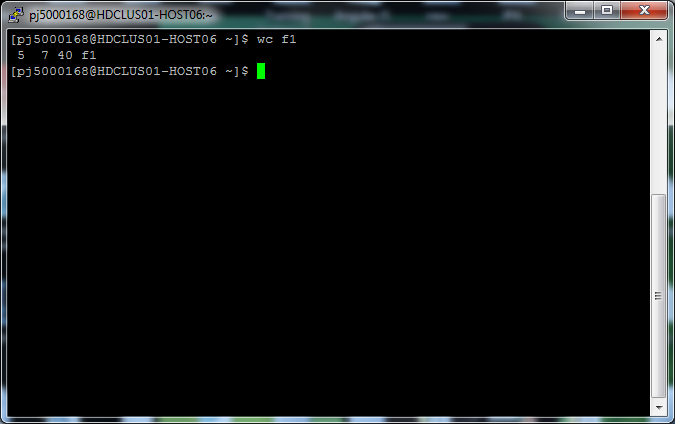 pj5000168@HDCLUS01-HOST06:~
[pj5000168@HDCLUS01-HOST06 ~]$ wc f1
 5  7 40 f1
[pj5000168@HDCLUS01-HOST06 ~]$